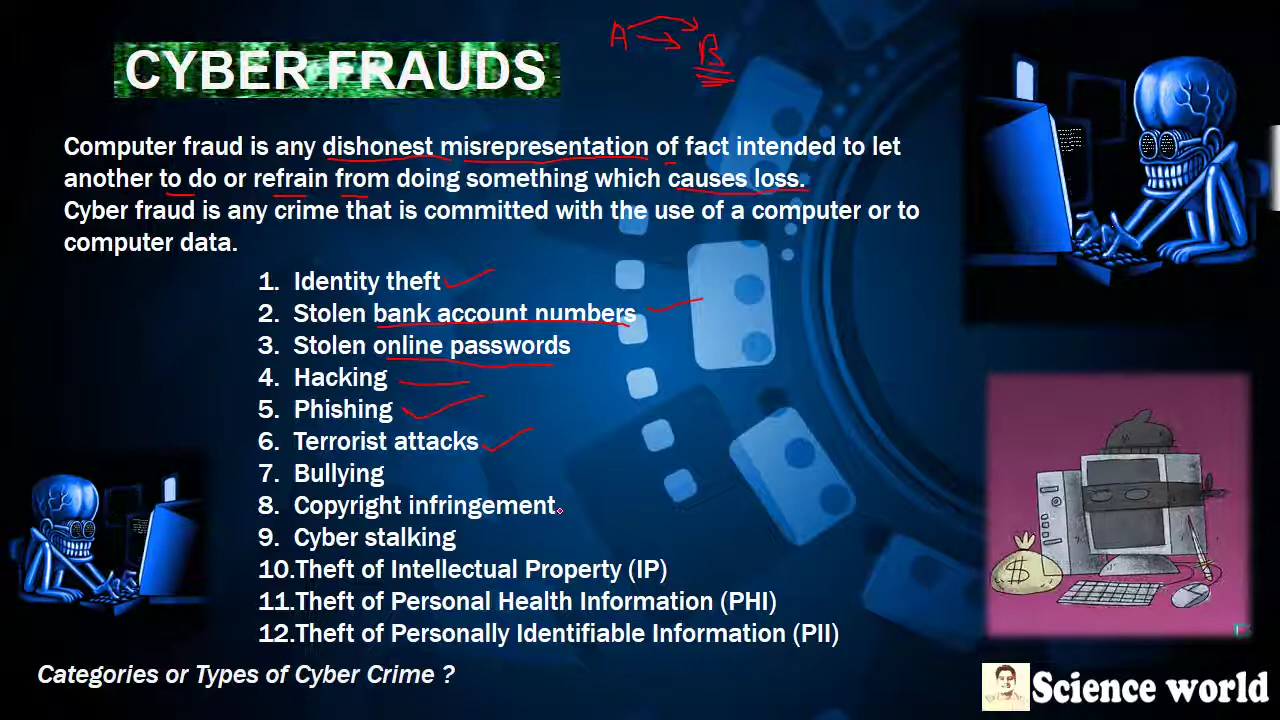 A B
CYBER FRAUDS
Computer fraud is any dishonest misrepresentation of fact intended to let
another to do or refrain from doing something which causes loss.
Cyber fraud is any crime that is committed with the use of a computer or to
computer data.
1. Identity theft
2. Stolen bank account numbers
3. Stolen online passwords
4. Hacking
5. Phishing
6. Terrorist attacks
7. Bullying
8. Copyright infringement
9. Cyber stalking
10.Theft of Intellectual Property (IP)
11.Theft of Personal Health Information (PHI)
12.Theft of Personally Identifiable Information (PII)
$
Categories or Types of Cyber Crime ?
Science world